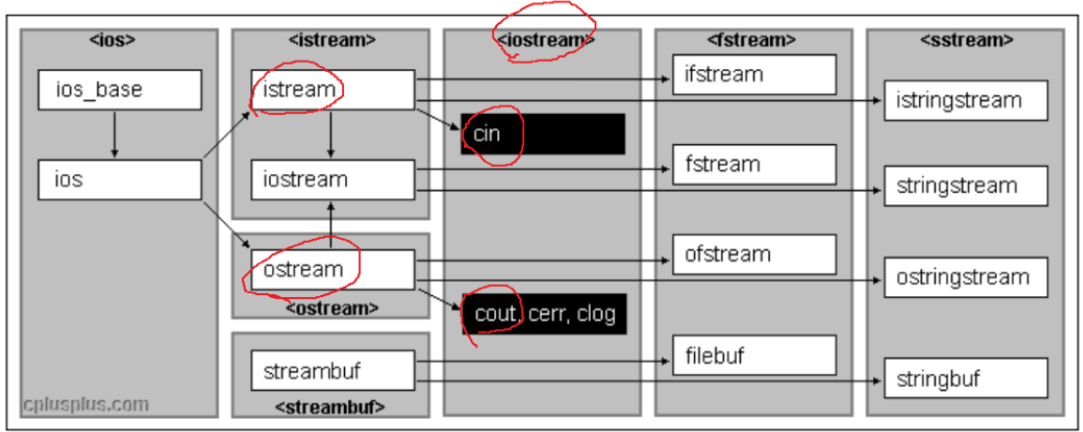 <ios>
ios_base
ios
cplusplus.com
<istream>
istream
iostream
ostream
<ostream>
streambuf
<streambuf>
<iostream>
cin
cout, cerr, clog
<fstream>
ifstream
fstream
ofstream
filebuf
<sstream>
istringstream
stringstream
ostringstream
stringbuf